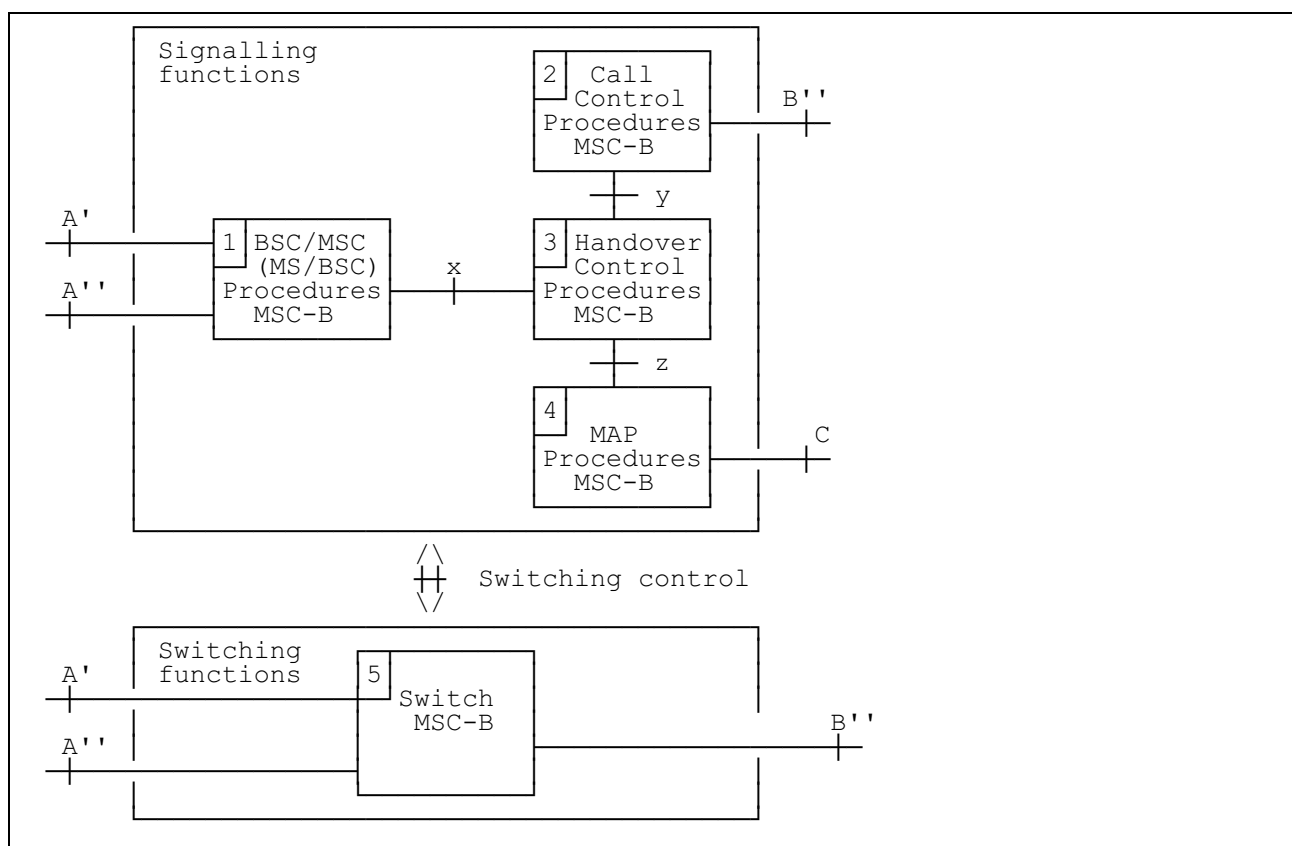 Signalling
functions
2 Call
Control
Procedures
MSC-B
B''
y
A'
A''
1 BSC/MSC
(MS/BSC)
Procedures
MSC-B
x
3 Handover
Control
Procedures
MSC-B
z
4
MAP
Procedures
MSC-B
C
Switching control
Switching
functions
A'
A''
5
Switch
MSC-B
B''